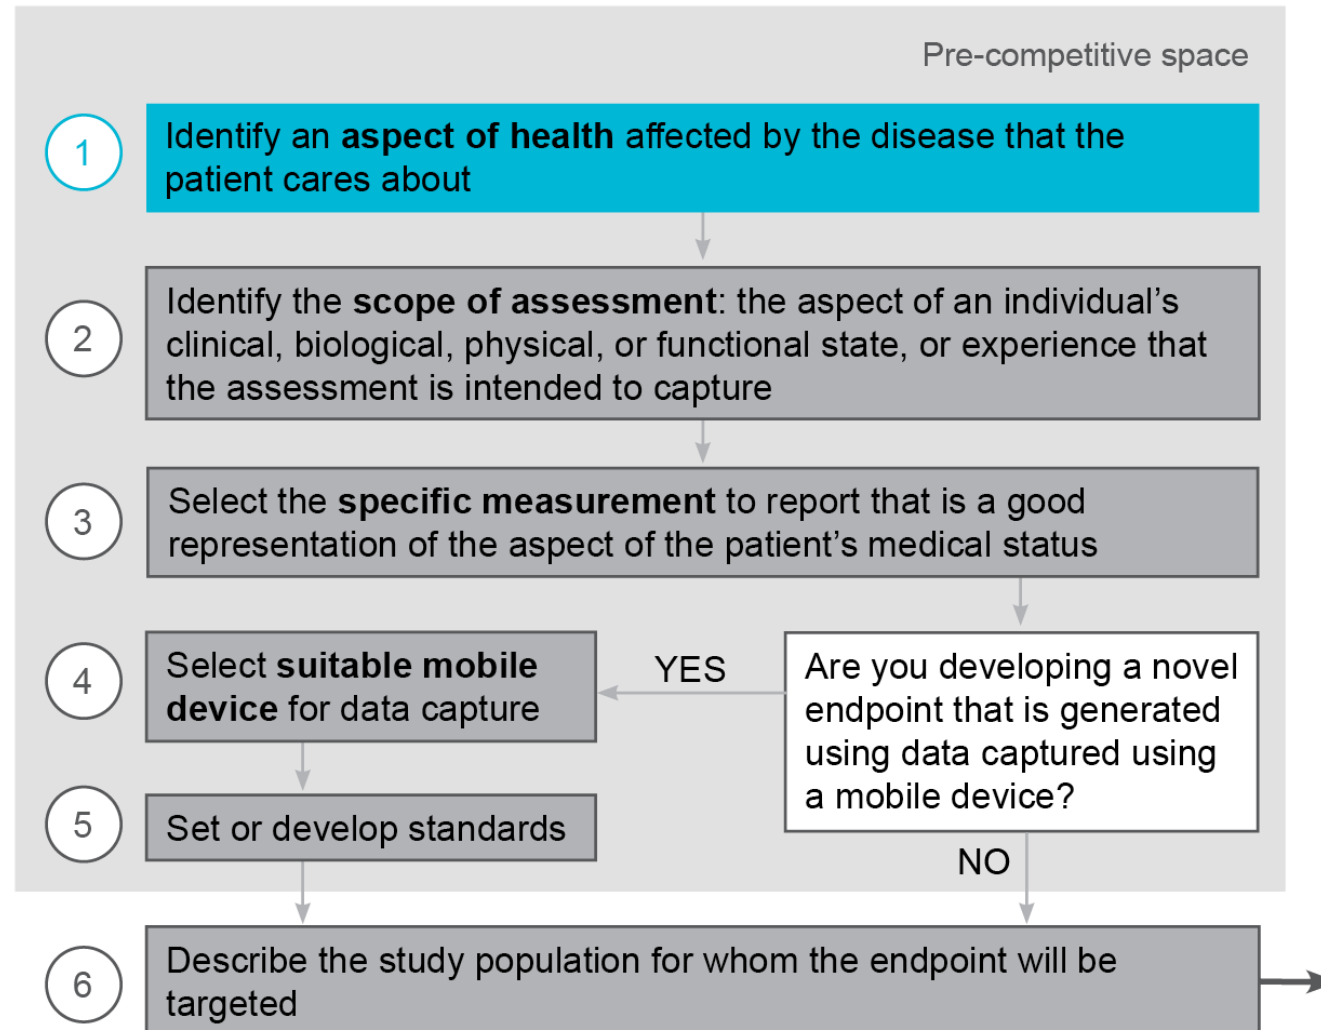 Pre-competitive space
1
Identify an aspect of health affected by the disease that the
patient cares about
2
Identify the scope of assessment: the aspect of an individual’s
clinical, biological, physical, or functional state, or experience that
the assessment is intended to capture
3
Select the specific measurement to report that is a good
representation of the aspect of the patient’s medical status
4
Select suitable mobile
device for data capture
YES
Are you developing a novel
endpoint that is generated
using data captured using
a mobile device?
5
Set or develop standards
NO
6
Describe the study population for whom the endpoint will be
targeted